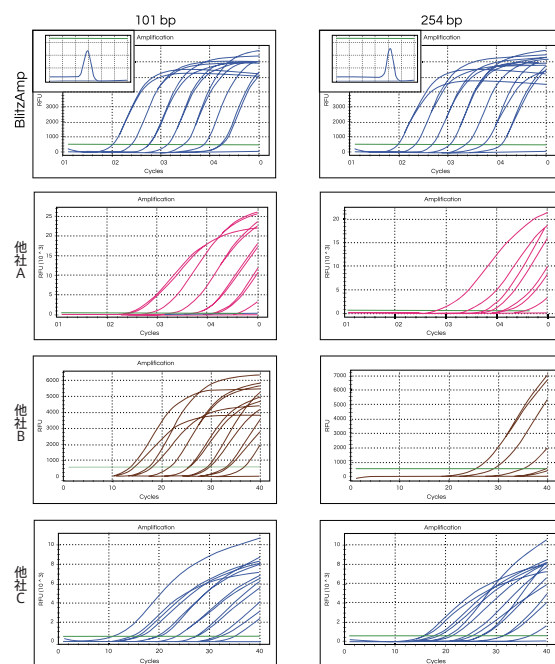 101 bp
254 bp
BlitzAmp
Amplification
RFU
3000
2000
1000
0
01
02
03
04
0
Cycles
Amplification
RFU
3000
2000
1000
0
01
02
03
04
0
Cycles
他社A
Amplification
RFU (10 ^ 3)
25
20
15
10
5
0
01
02
03
04
0
Cycles
Amplification
RFU (10 ^ 3)
20
15
10
5
0
01
02
03
04
0
Cycles
他社B
Amplification
RFU
6000
5000
4000
3000
2000
1000
0
0
10
20
30
40
Cycles
RFU
7000
6000
5000
4000
3000
2000
1000
0
0
10
20
30
40
Cycles
他社C
Amplification
RFU (10 ^ 3)
10
8
6
4
2
0
0
10
20
30
40
Cycles
Amplification
RFU (10 ^ 3)
10
8
6
4
2
0
0
10
20
30
40
Cycles